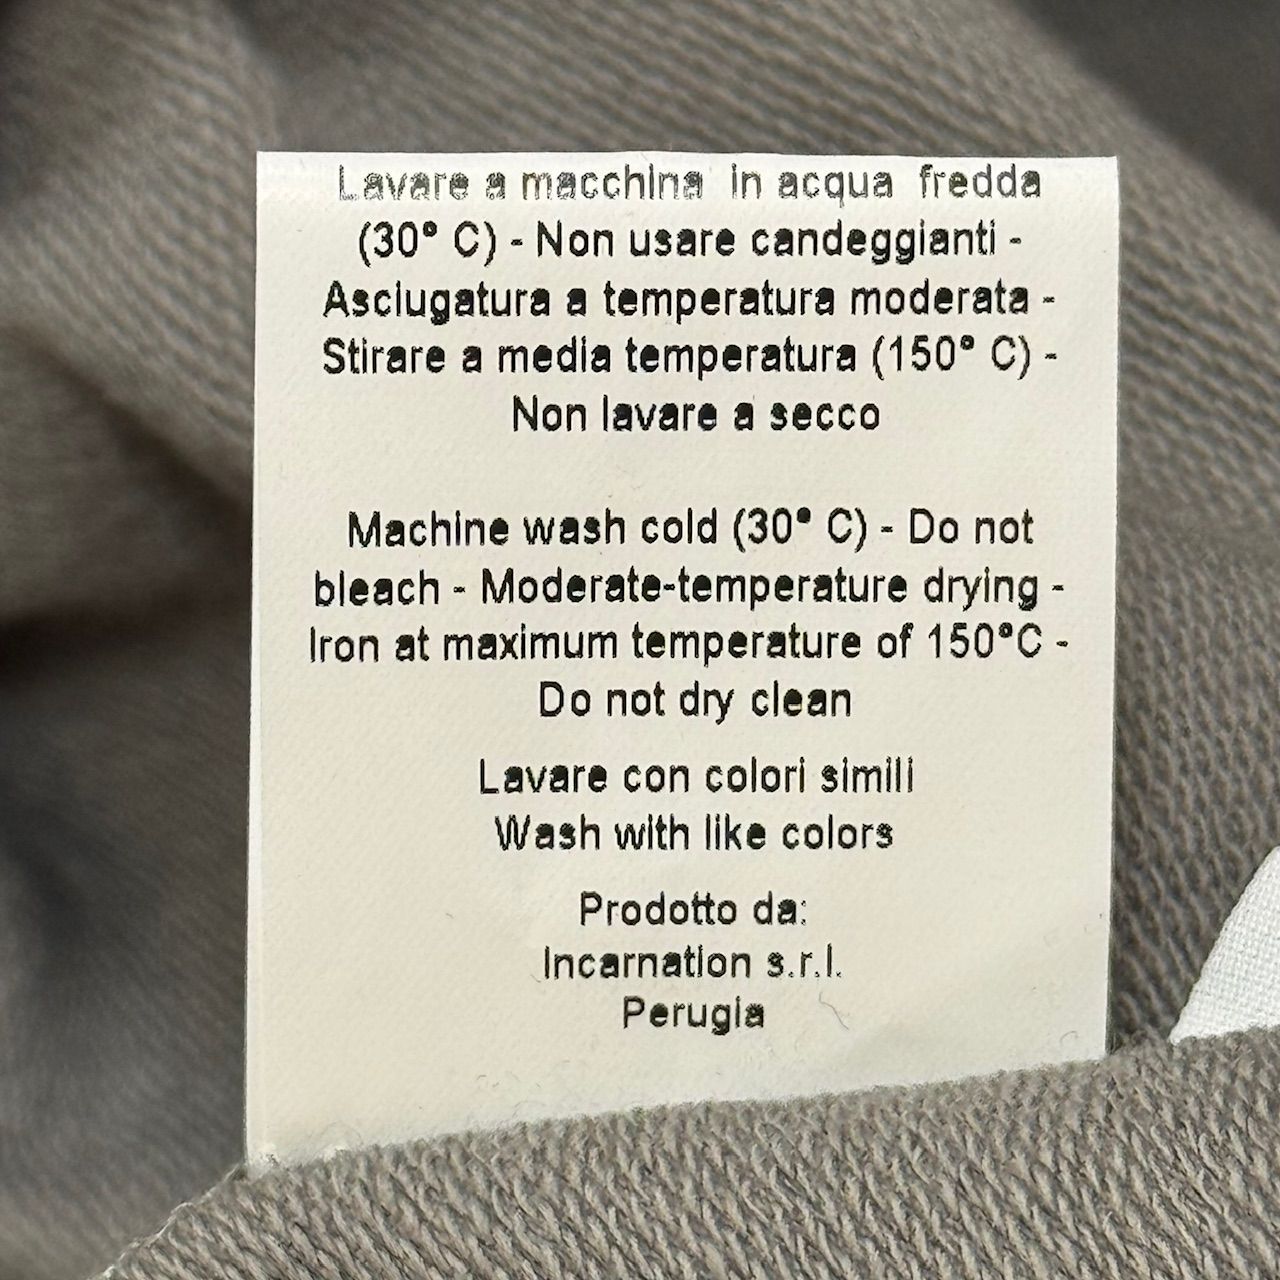 Lavare a macchina in acqua fredda
(30° C) - Non usare candeggianti -
Asciugatura a temperatura moderata -
Stirare a media temperatura (150° C) -
Non lavare a secco
Machine wash cold (30° C) - Do not
bleach - Moderate-temperature drying -
Iron at maximum temperature of 150°C -
Do not dry clean
Lavare con colori simili
Wash with like colors
Prodotto da:
Incarnation s.r.l.
Perugia